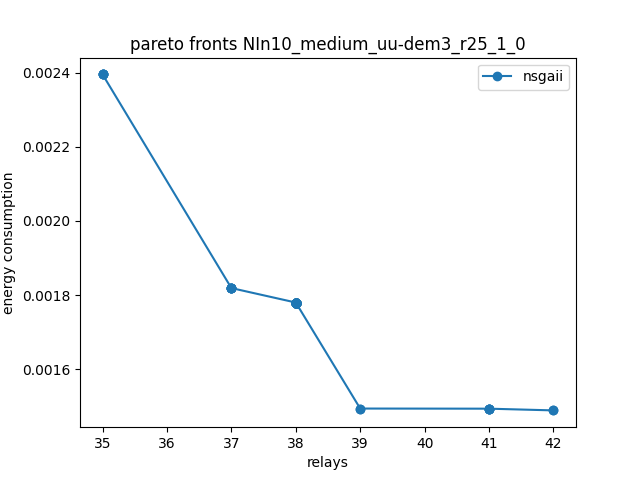 pareto fronts NIn10_medium_uu-dem3_r25_1_0
nsgaii
energy consumption
0.0024
0.0022
0.0020
0.0018
0.0016
35 36 37 38 39 40 41 42
relays